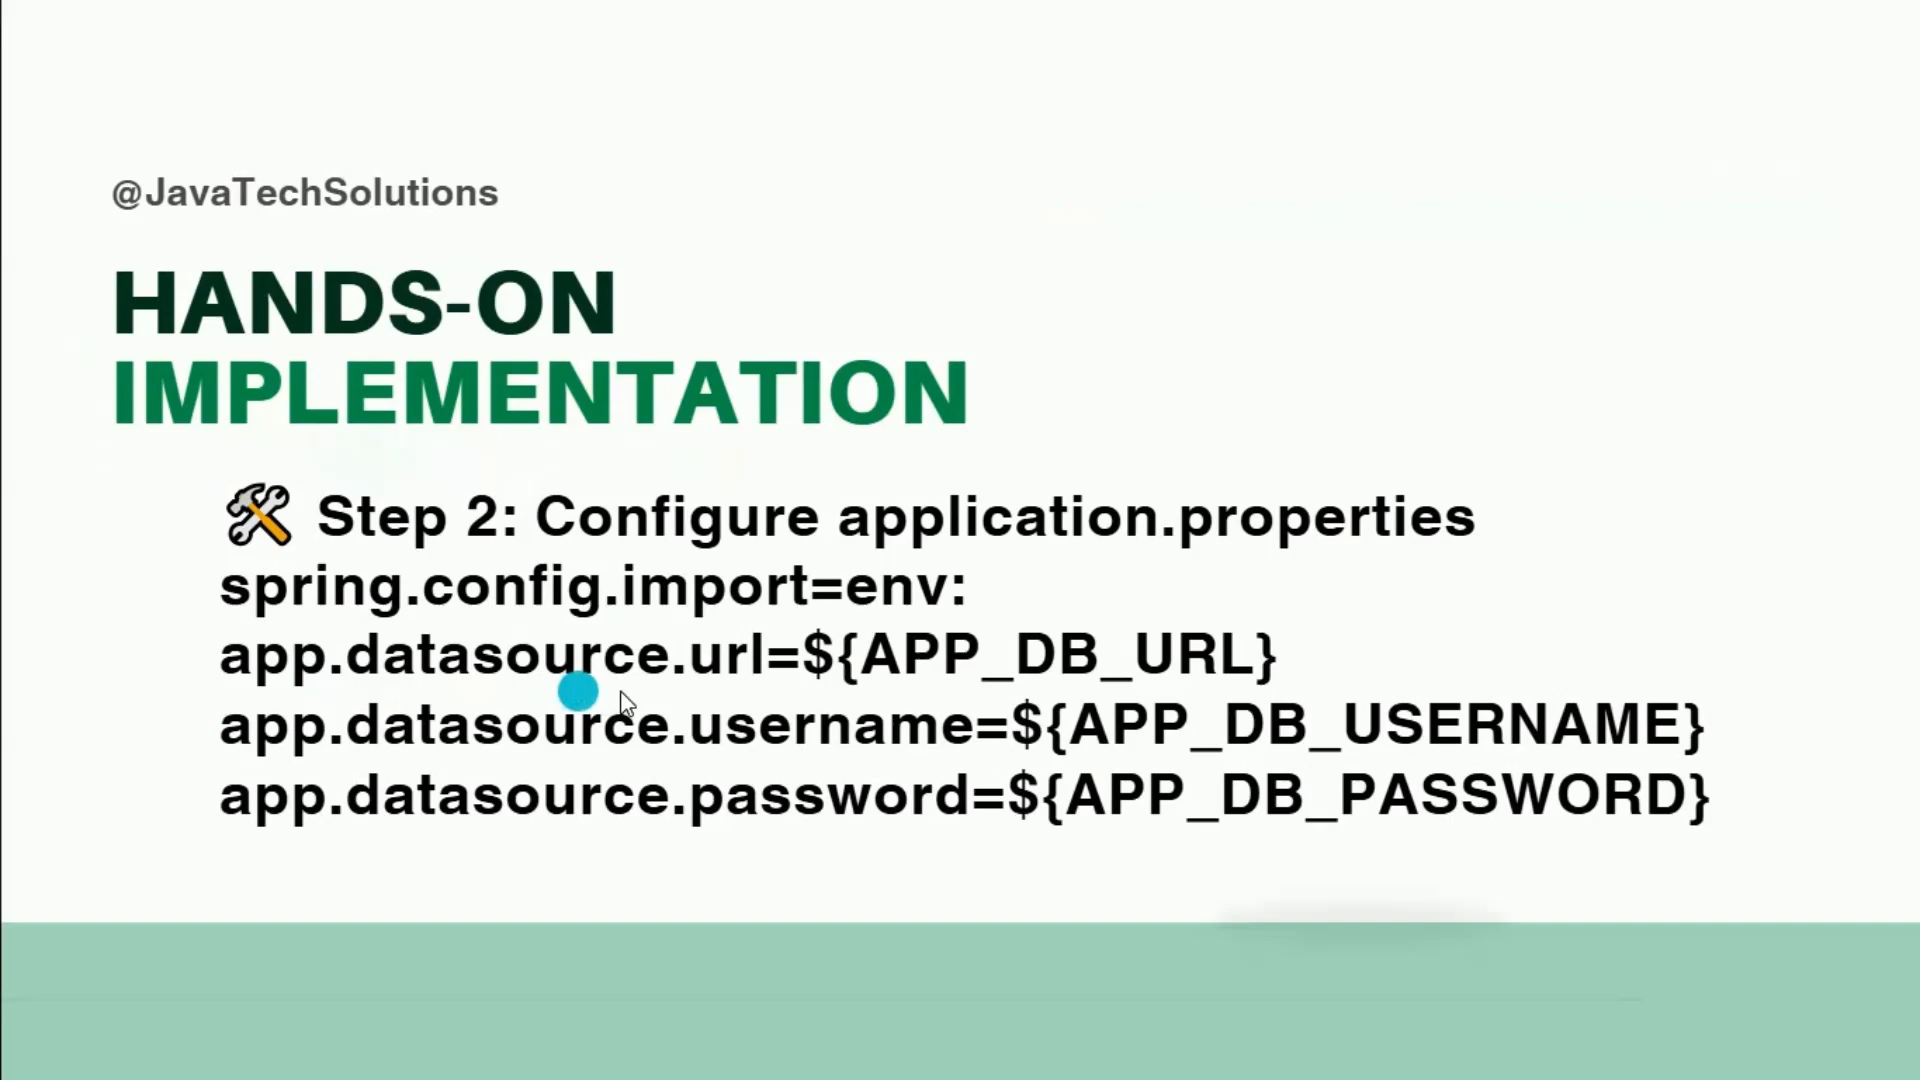 @JavaTechSolutions
HANDS-ON
IMPLEMENTATION
🛠 Step 2: Configure application.properties
spring.config.import=env:
app.datasource.url=${APP_DB_URL}
app.datasource.username=${APP_DB_USERNAME}
app.datasource.password=${APP_DB_PASSWORD}